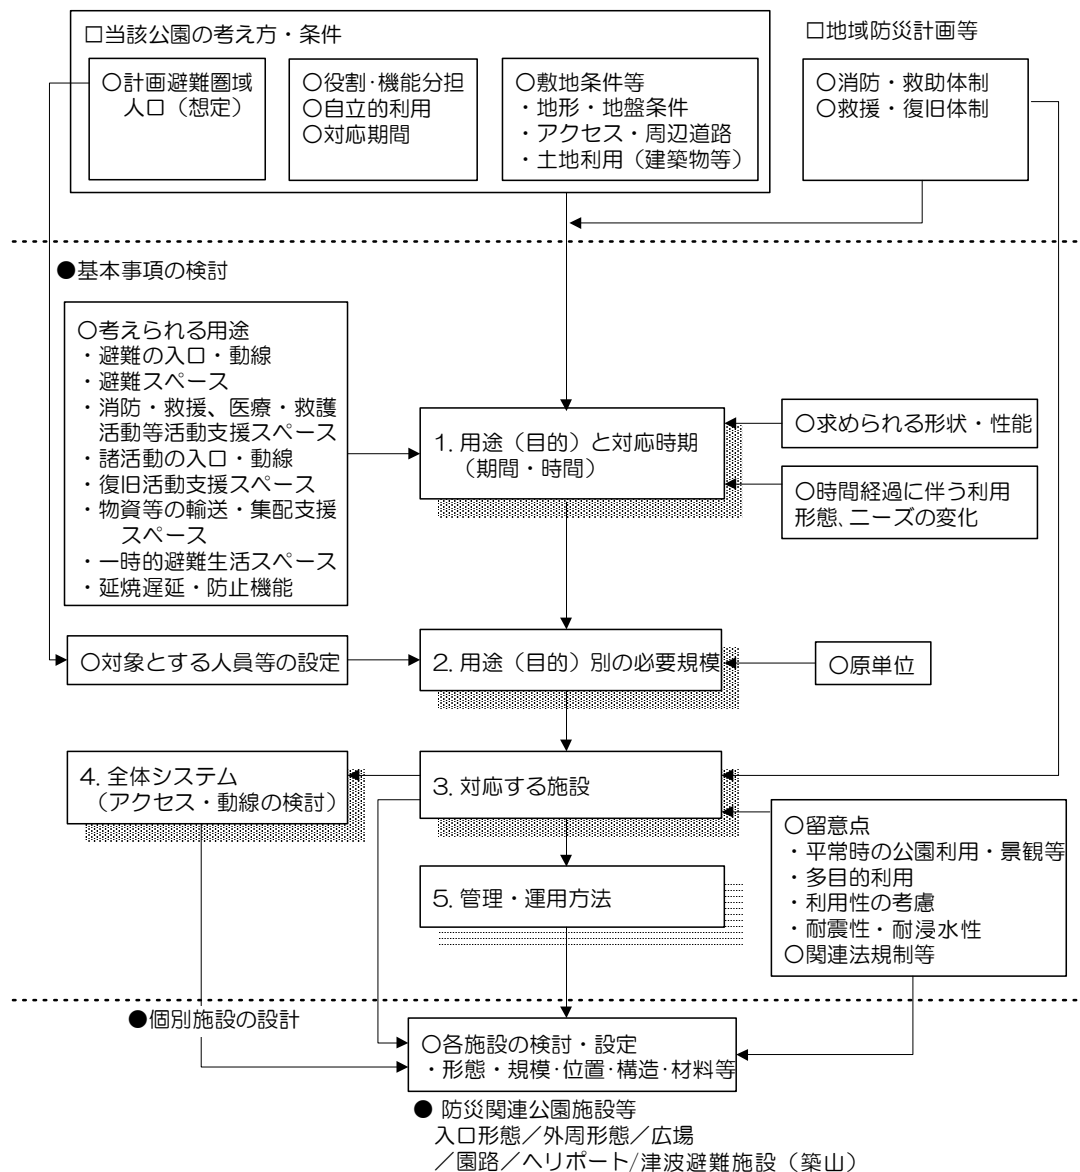 □当該公園の考え方・条件
○計画避難圏域
人口（想定）
○役割･機能分担
○自立的利用
○対応期間
○敷地条件等
・地形・地盤条件
・アクセス・周辺道路
・土地利用（建築物等）
□地域防災計画等
○消防・救助体制
○救援・復旧体制
●基本事項の検討
○考えられる用途
・避難の入口・動線
・避難スペース
・消防・救援、医療・救護
活動等活動支援スペース
・諸活動の入口・動線
・復旧活動支援スペース
・物資等の輸送・集配支援
スペース
・一時的避難生活スペース
・延焼遅延・防止機能
1. 用途（目的）と対応時期
（期間・時間）
○求められる形状・性能
○時間経過に伴う利用
形態、ニーズの変化
○対象とする人員等の設定
2. 用途（目的）別の必要規模
○原単位
4. 全体システム
（アクセス・動線の検討）
3. 対応する施設
○留意点
・平常時の公園利用・景観等
・多目的利用
・利用性の考慮
・耐震性・耐浸水性
○関連法規制等
5. 管理・運用方法
●個別施設の設計
○各施設の検討・設定
・形態・規模･位置･構造･材料等
● 防災関連公園施設等
入口形態／外周形態／広場
／園路／ヘリポート/津波避難施設（築山）